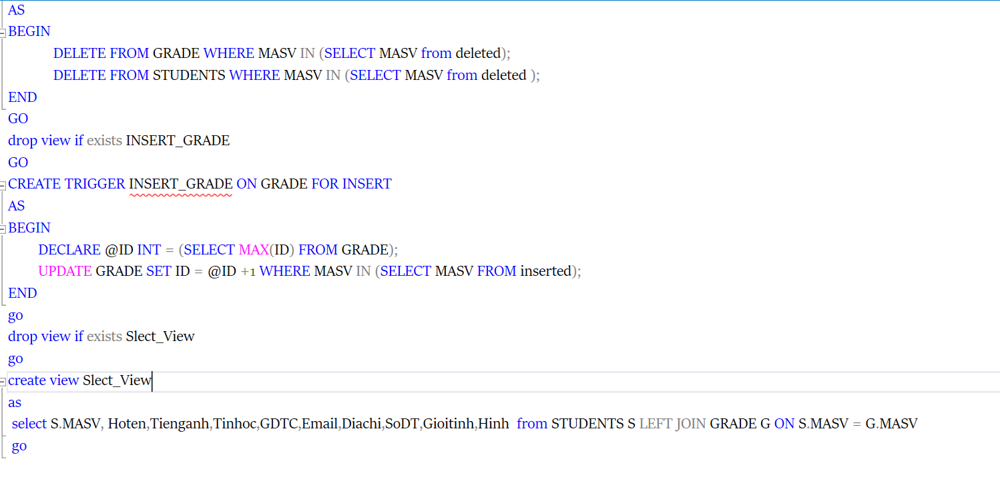 AS
BEGIN
DELETE FROM GRADE WHERE MASV IN (SELECT MASV from deleted);
DELETE FROM STUDENTS WHERE MASV IN (SELECT MASV from deleted );
END
GO
drop view if exists INSERT_GRADE
GO
CREATE TRIGGER INSERT_GRADE ON GRADE FOR INSERT
AS
BEGIN
DECLARE @ID INT = (SELECT MAX(ID) FROM GRADE);
UPDATE GRADE SET ID = @ID +1 WHERE MASV IN (SELECT MASV FROM inserted);
END
go
drop view if exists Slect_View
go
create view Slect_View
as
select S.MASV, Hoten,Tienganh,Tinhoc,GDTC,Email,Diachi,SoDT,Gioitinh,Hinh  from STUDENTS S LEFT JOIN GRADE G ON S.MASV = G.MASV
go